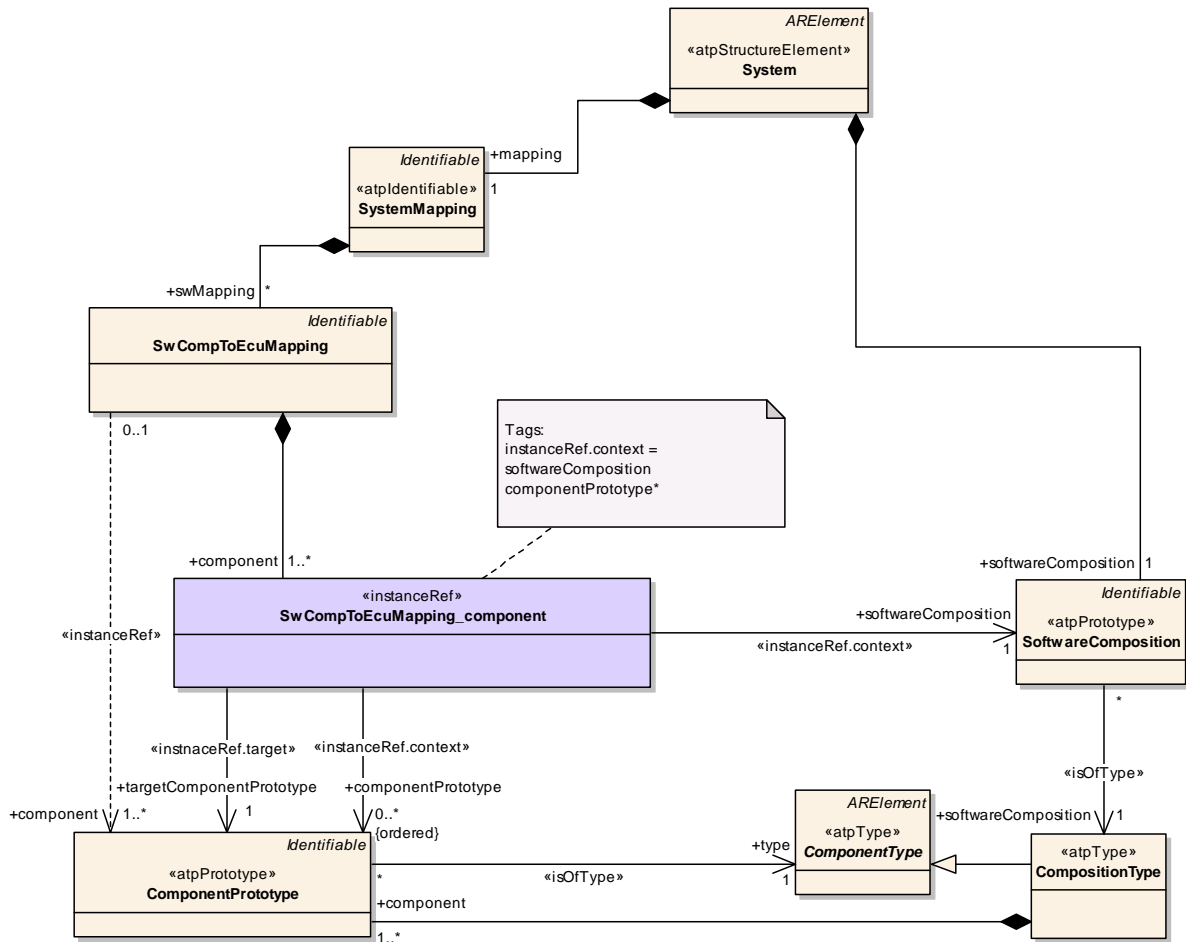 ARElement
«atpStructureElement»
System
+mapping
1
Identifiable
«atpIdentifiable»
SystemMapping
+swMapping
*
Identifiable
SwCompToEcuMapping
0..1
Tags:
instanceRef.context =
softwareComposition
componentPrototype*
+component
1..*
+softwareComposition
1
«instanceRef»
SwCompToEcuMapping_component
«instanceRef»
+softwareComposition
«instanceRef.context»
1
Identifiable
«atpPrototype»
SoftwareComposition
*
«instnaceRef.target»
«instanceRef.context»
«isOfType»
+targetComponentPrototype
1
+componentPrototype
0..*
{ordered}
+component
1..*
+softwareComposition
1
Identifiable
«atpPrototype»
ComponentPrototype
*
«isOfType»
+type
1
ARElement
«atpType»
ComponentType
«atpType»
CompositionType
+component
1..*